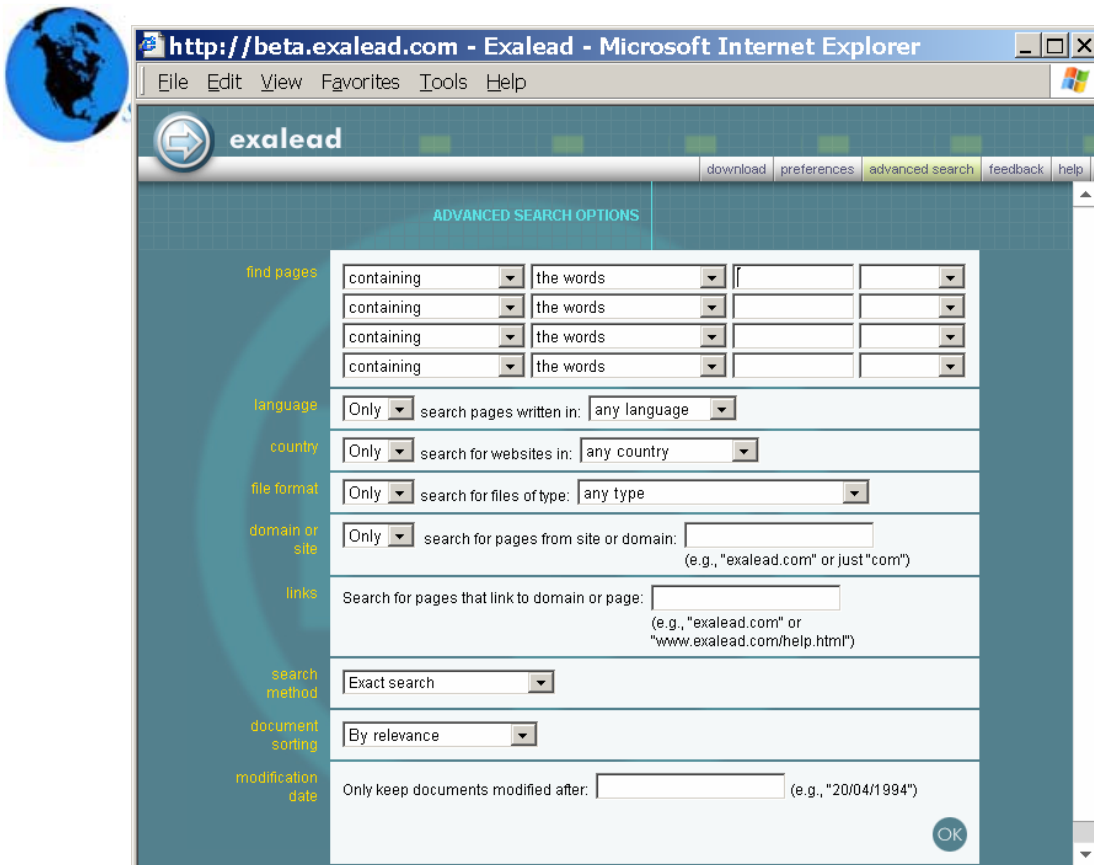 http://beta.exalead.com - Exalead - Microsoft Internet Explorer
File Edit View Favorites Tools Help
exalead
download preferences advanced search feedback help
ADVANCED SEARCH OPTIONS
find pages containing the words
containing the words
containing the words
containing the words
language Only search pages written in: any language
country Only search for websites in: any country
file format Only search for files of type: any type
domain or site Only search for pages from site or domain:
(e.g., "exalead.com" or just "com")
links Search for pages that link to domain or page:
(e.g., "exalead.com" or
"www.exalead.com/help.html")
search method Exact search
document sorting By relevance
modification date Only keep documents modified after: (e.g., "20/04/1994")
OK